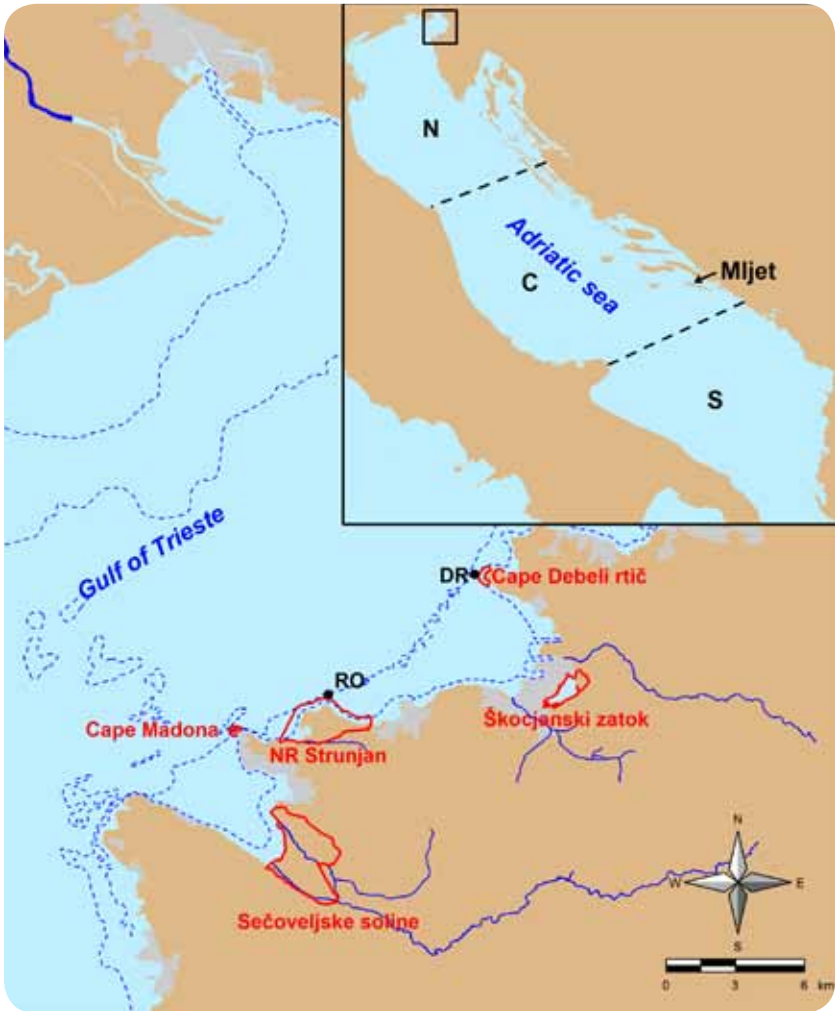 N
Adriatic sea
C
Mljet
S
Gulf of Trieste
DR
Cape Debeli rtič
RO
Škocjanski zatok
Cape Madona
NR Strunjan
Sečoveljske soline
N
W
E
S
0 3 6 km